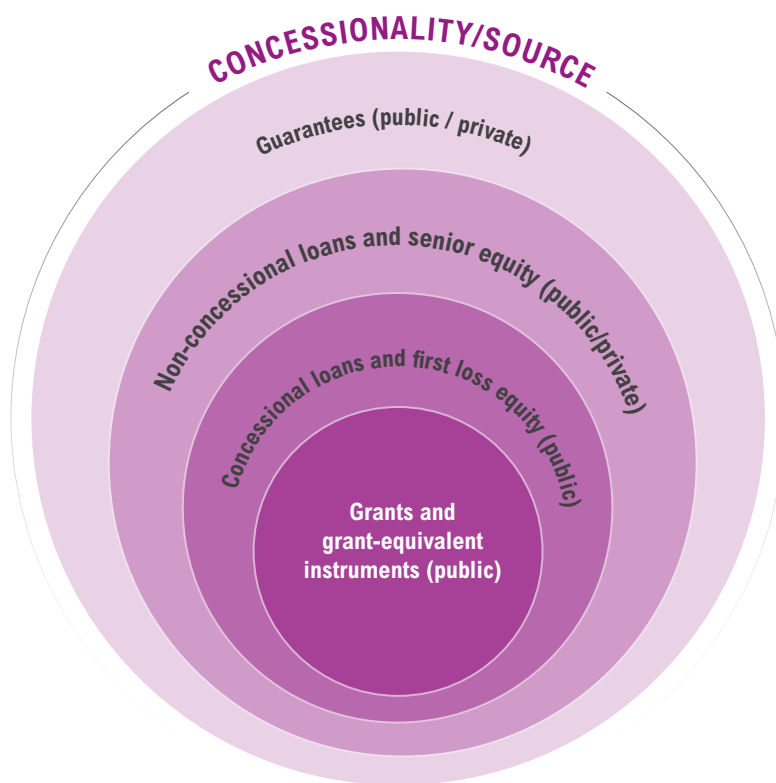 CONCESSIONALITY/SOURCE
Guarantees (public / private)
Non-concessional loans and senior equity (public/private)
Concessional loans and first loss equity (public)
Grants and
grant-equivalent
instruments (public)